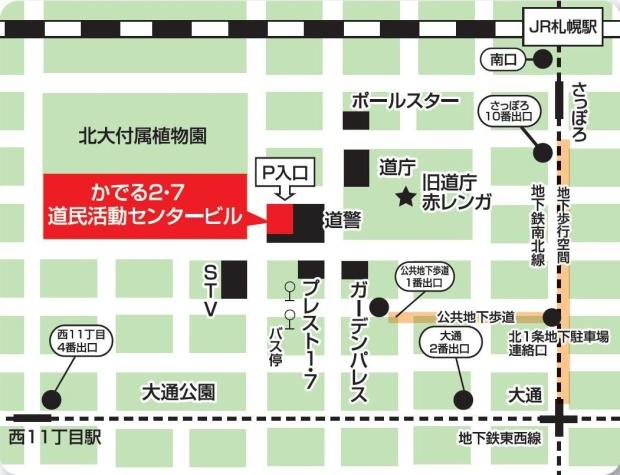 JR札幌駅
南口
さっぽろ
ポールスター
さっぽろ
10番出口
北大付属植物園
P入口
道庁
旧道庁
赤レンガ
かでる2・7
道民活動センタービル
道警
地下鉄南北線
地下歩行空間
STV
プレスト1・7
ガーデンパレス
公共地下歩道
1番出口
バス停
公共地下歩道
北1条地下駐車場
連絡口
西11丁目
4番出口
大通
2番出口
大通公園
大通
西11丁目駅
地下鉄東西線